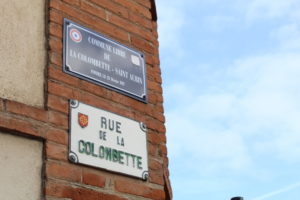 COMMUNE LIBRE
DE
LA COLOMBETTE - SAINT AUBIN
RUE
DE LA
COLOMBETTE